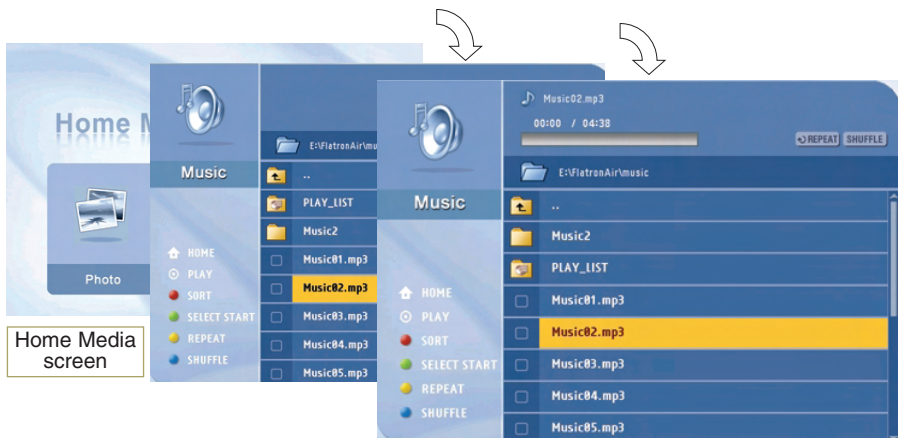 Home M
Photo
Home Media
screen
Music
HOME
PLAY
SORT
SELECT START
REPEAT
SHUFFLE
E:\FlatronAir\mu
..
PLAY_LIST
Music2
Music01.mp3
Music02.mp3
Music03.mp3
Music04.mp3
Music05.mp3
Music
HOME
PLAY
SORT
SELECT START
REPEAT
SHUFFLE
Music02.mp3
00:00 / 04:38
REPEAT SHUFFLE
E:\FlatronAir\music
..
Music2
PLAY_LIST
Music01.mp3
Music02.mp3
Music03.mp3
Music04.mp3
Music05.mp3